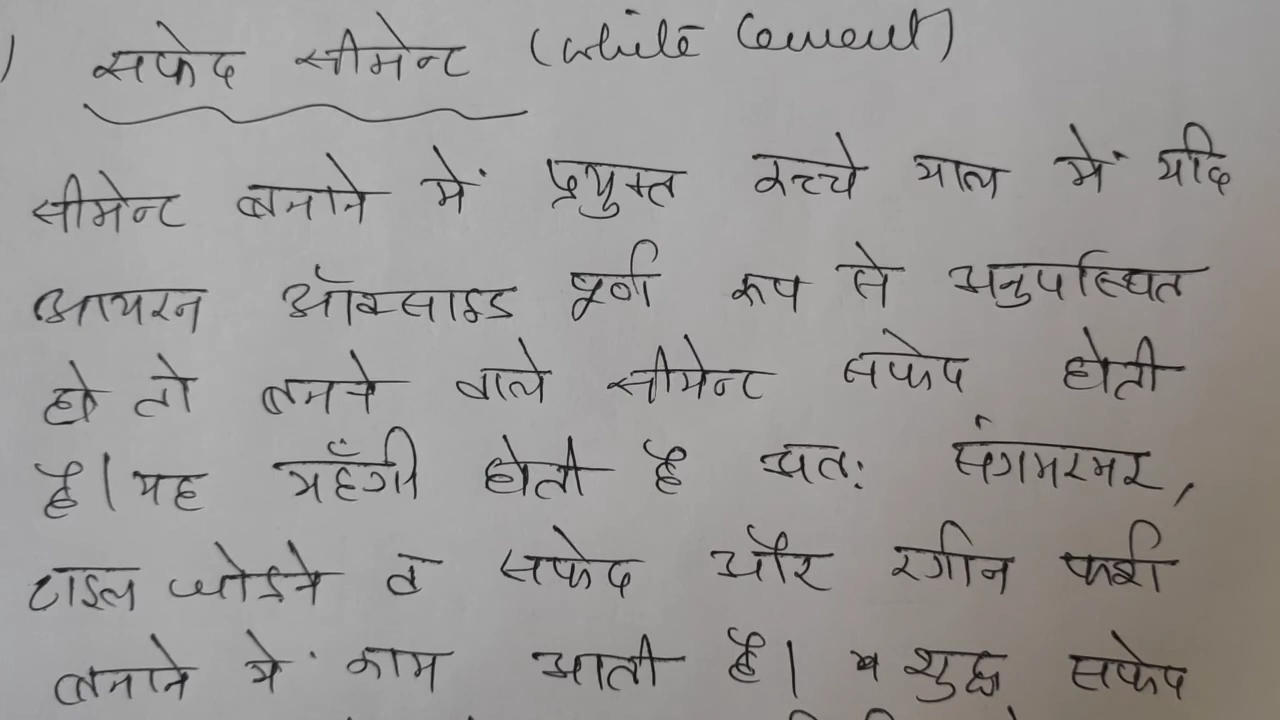 ) सफेद सीमेन्ट (White Cement)
सीमेन्ट बनाने में प्रयुक्त कच्चे माल में यदि
आयरन ऑक्साइड पूर्ण रूप से अनुपस्थित
हो तो बनने वाले सीमेन्ट सफेद होती
है। यह महँगी होती है अतः संगमरमर,
टाइल जोडने व सफेद और रंगीन फर्श
बनाने मे काम आती है। शुद्ध सफेद